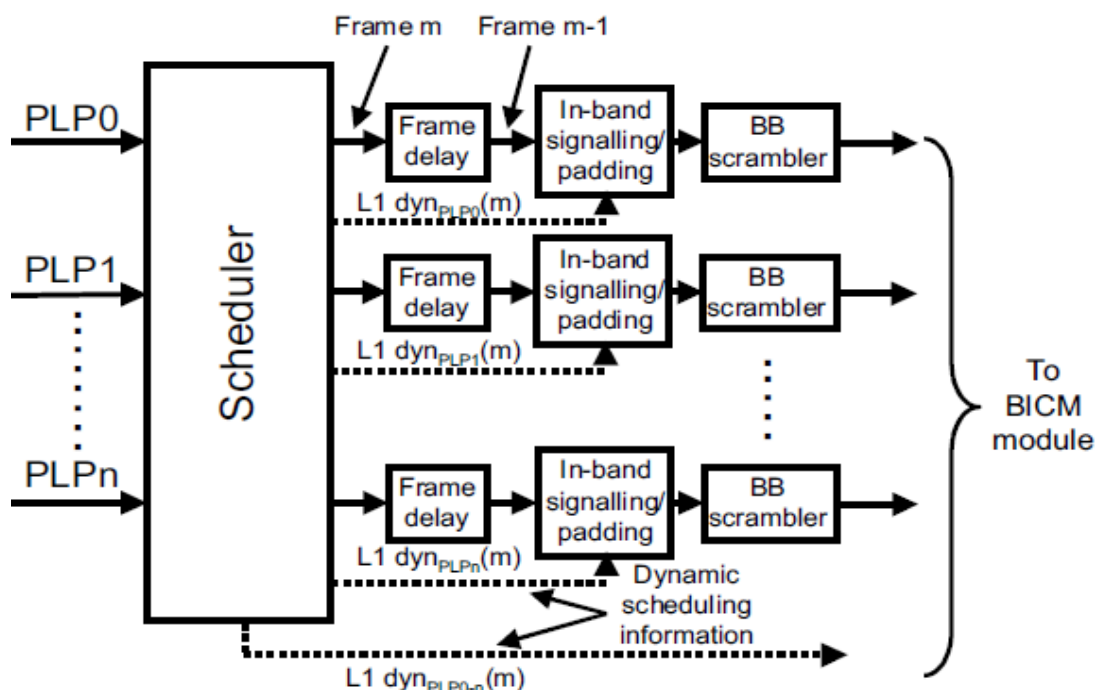 Frame m
Frame m-1
PLP0
Frame
delay
In-band
signalling/
padding
BB
scrambler
L1 dynPLP0(m)
PLP1
Scheduler
Frame
delay
In-band
signalling/
padding
BB
scrambler
L1 dynPLP1(m)
To
BICM
module
PLPn
Frame
delay
In-band
signalling/
padding
BB
scrambler
L1 dynPLPn(m)
Dynamic
scheduling
information
L1 dynPLP0-n(m)